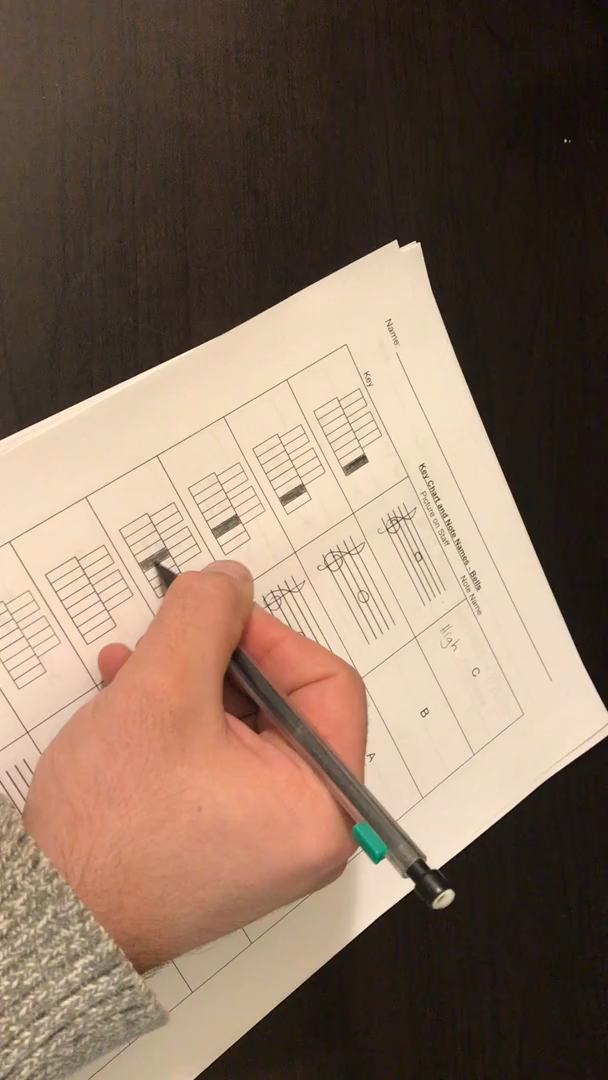 Name:
Key Chart and Note Names - Bells
Key
Picture on Staff
Note Name
High
C
B
A